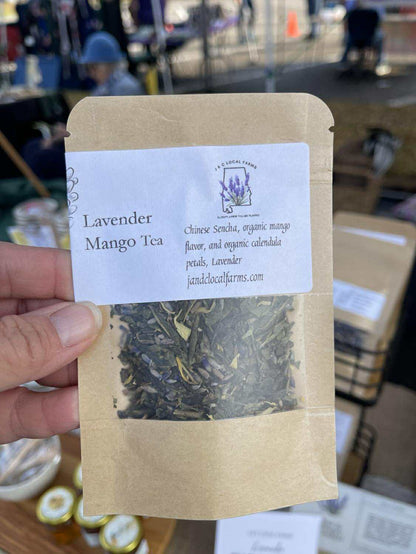 J & C LOCAL FARMS
Lavender
Mango Tea
Chinese Sencha, organic mango
flavor, and organic calendula
petals, Lavender
jandclocalfarms.com